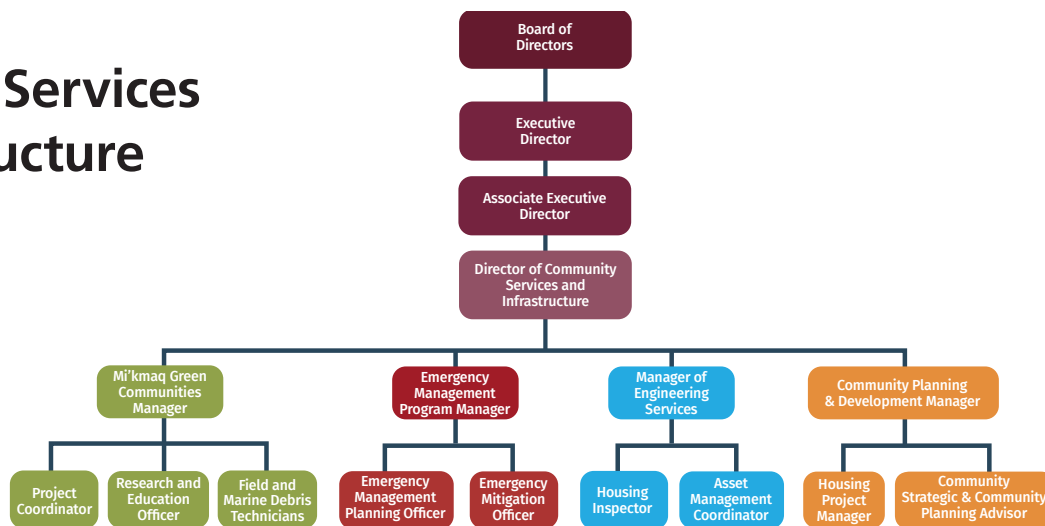 Board of
Directors
Services
ucture
Executive
Director
Associate Executive
Director
Director of Community
Services and
Infrastructure
Mi'kmaq Green
Communities
Manager
Emergency
Management
Program Manager
Manager of
Engineering
Services
Community Planning
& Development Manager
Project
Coordinator
Research and
Education
Officer
Field and
Marine Debris
Technicians
Emergency
Management
Planning Officer
Emergency
Mitigation
Officer
Housing
Inspector
Asset
Management
Coordinator
Housing
Project
Manager
Community
Strategic & Community
Planning Advisor